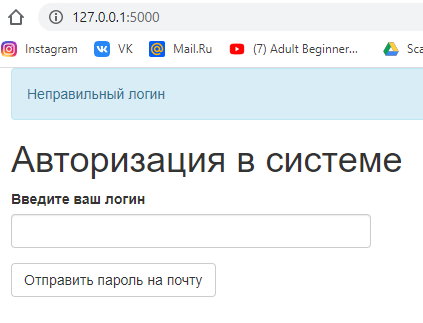 127.0.0.1:5000
Instagram VK Mail.Ru (7) Adult Beginner... Sca
Неправильный логин
Авторизация в системе
Введите ваш логин
Отправить пароль на почту